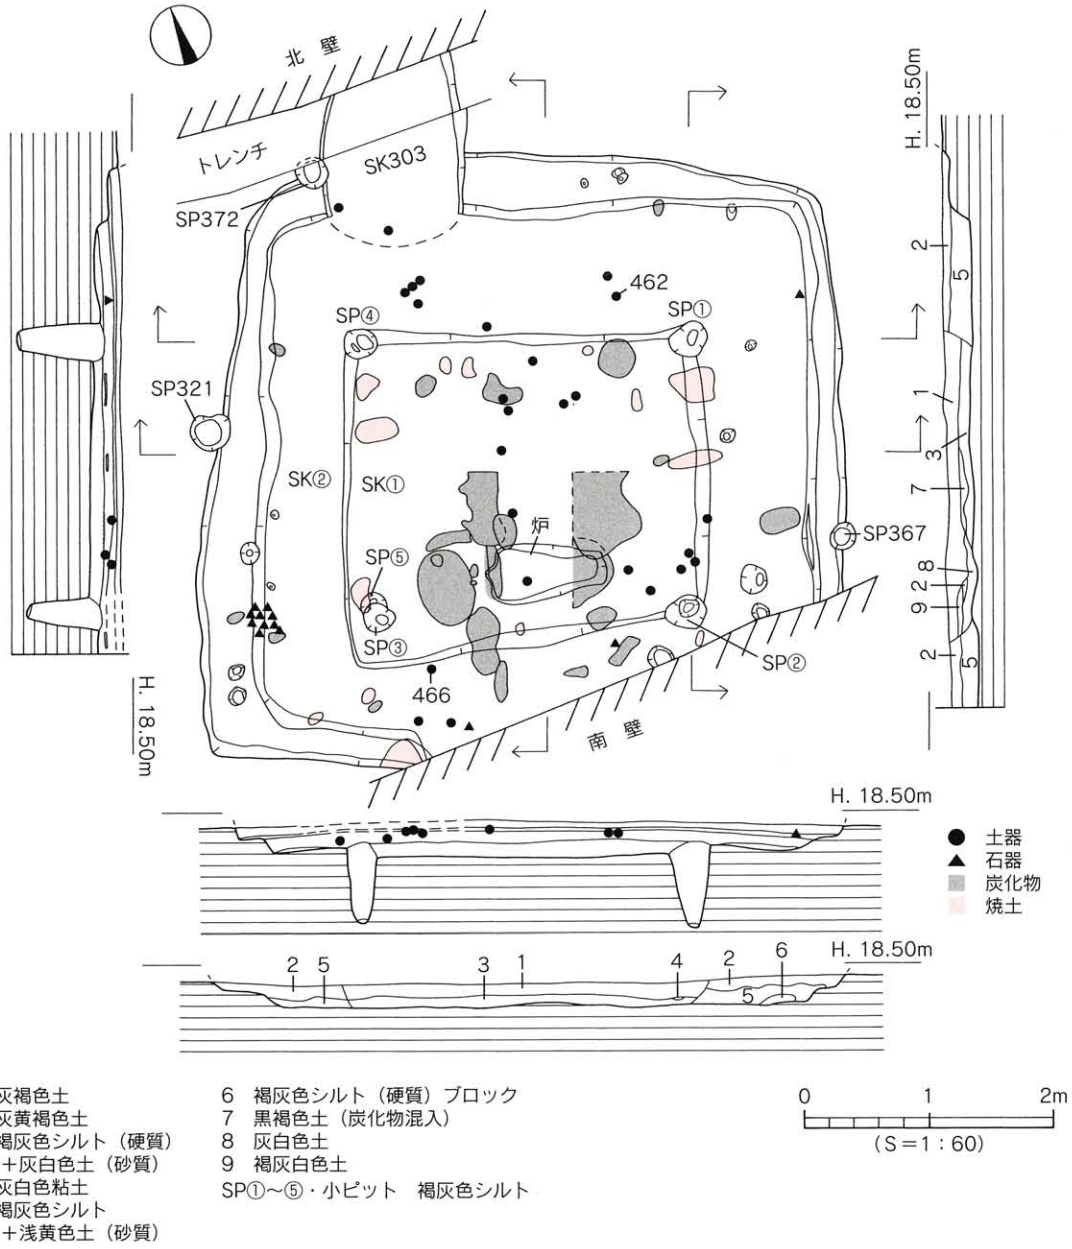 北 壁
トレンチ
SK303
SP372
H. 18.50m
462
SP④
SP①
SP321
SK②
SK①
炉
SP⑤
SP③
SP②
SP367
466
南 壁
2
5
1
3
7
8
2
9
2
5
H. 18.50m
H. 18.50m
● 土器
▲ 石器
炭化物
焼土
H. 18.50m
2 5 3 1 4 2 6
5
灰褐色土
灰黄褐色土
褐灰色シルト（硬質）
＋灰白色土（砂質）
灰白色粘土
褐灰色シルト
＋浅黄色土（砂質）
6 褐灰色シルト（硬質）ブロック
7 黒褐色土（炭化物混入）
8 灰白色土
9 褐灰白色土
SP①～⑤・小ピット 褐灰色シルト
0 1 2m
（S＝1：60）